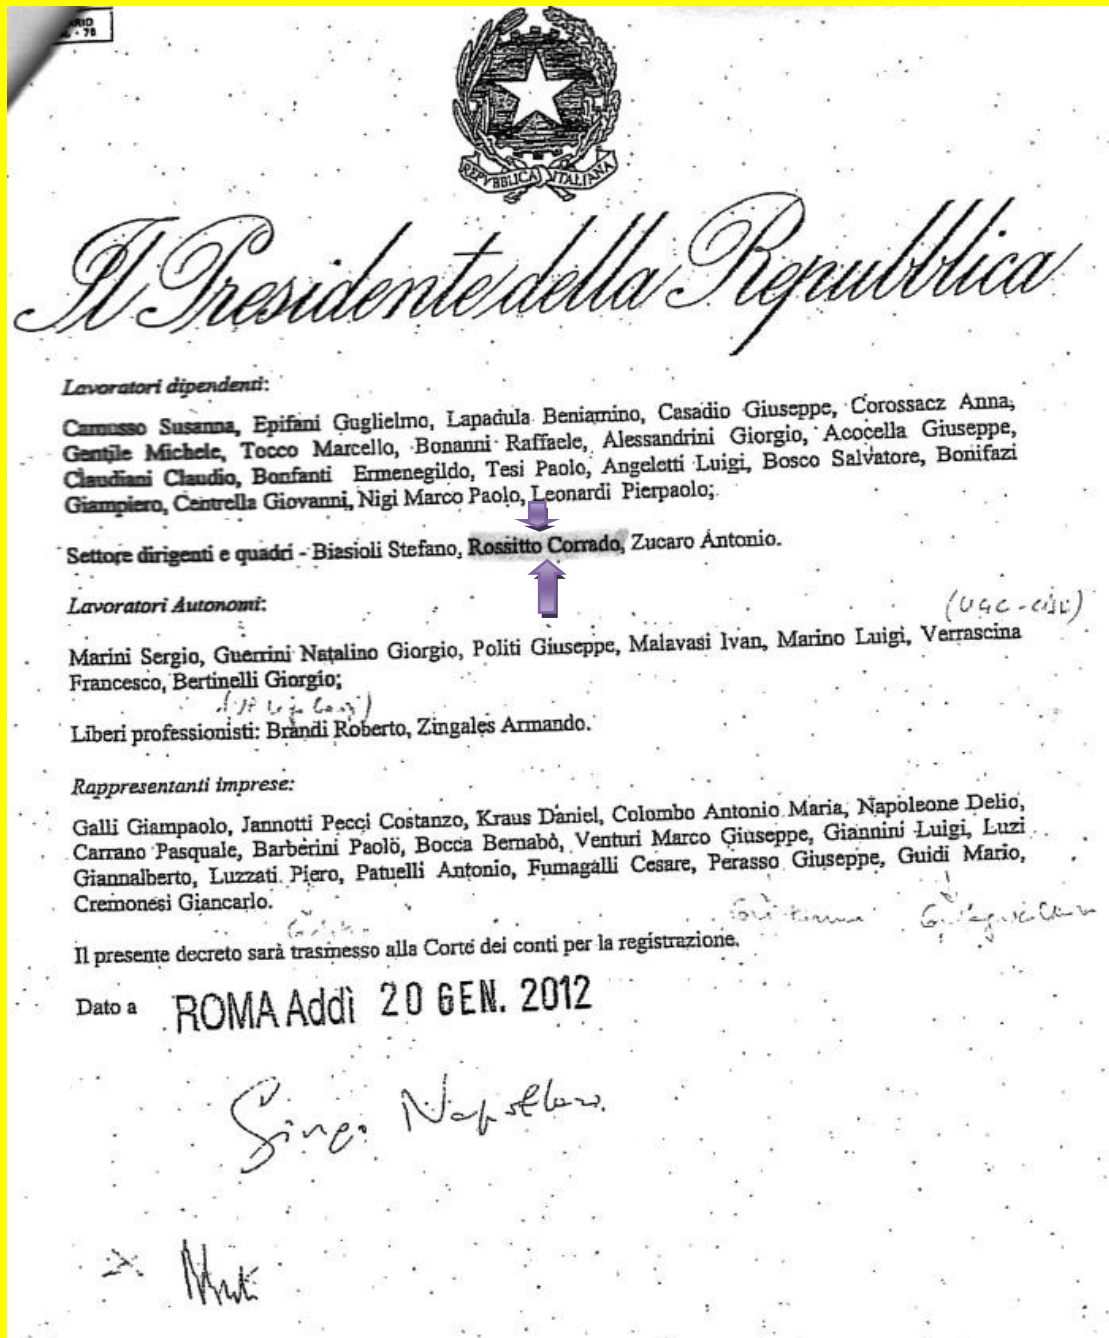 ARIO
- 78
REPVBBLICA ITALIANA
Il Presidente della Repubblica
Lavoratori dipendenti:
Camusso Susanna, Epifani Guglielmo, Lapadula Beniamino, Casadio Giuseppe, Corossacz Anna,
Gentile Michele, Tocco Marcello, Bonanni Raffaele, Alessandrini Giorgio, Acocella Giuseppe,
Claudiani Claudio, Bonfanti Ermenegildo, Tesi Paolo, Angeletti Luigi, Bosco Salvatore, Bonifazi
Giampiero, Centrella Giovanni, Nigi Marco Paolo, Leonardi Pierpaolo;
Settore dirigenti e quadri - Biasioli Stefano, Rossitto Corrado, Zucaro Antonio.
Lavoratori Autonomi:
(UGC-CISL)
Marini Sergio, Guerrini Natalino Giorgio, Politi Giuseppe, Malavasi Ivan, Marino Luigi, Verrascina
Francesco, Bertinelli Giorgio;
Liberi professionisti: Brandi Roberto, Zingales Armando.
Rappresentanti imprese:
Galli Giampaolo, Jannotti Pecci Costanzo, Kraus Daniel, Colombo Antonio Maria, Napoleone Delio,
Carrano Pasquale, Barberini Paolo, Bocca Bernabò, Venturi Marco Giuseppe, Giannini Luigi, Luzi
Giannalberto, Luzzati Piero, Patuelli Antonio, Fumagalli Cesare, Perasso Giuseppe, Guidi Mario,
Cremonesi Giancarlo.
Il presente decreto sarà trasmesso alla Corte dei conti per la registrazione.
Dato a ROMA Addì 20 GEN. 2012